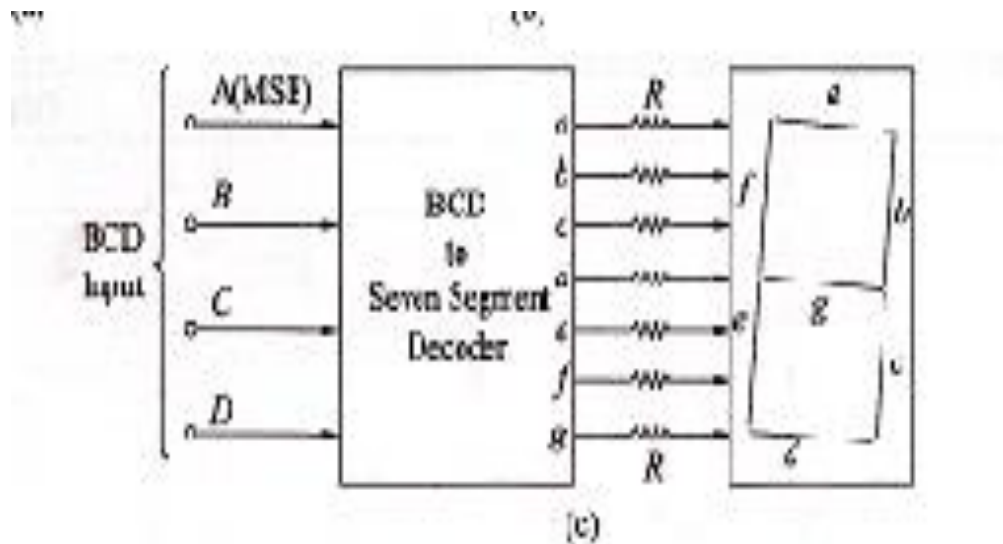 A(MSB)
B
C
D
BCD
Input
BCD
to
Seven Segment
Decoder
a
b
c
d
e
f
g
R
R
a
b
c
e
f
g
(c)